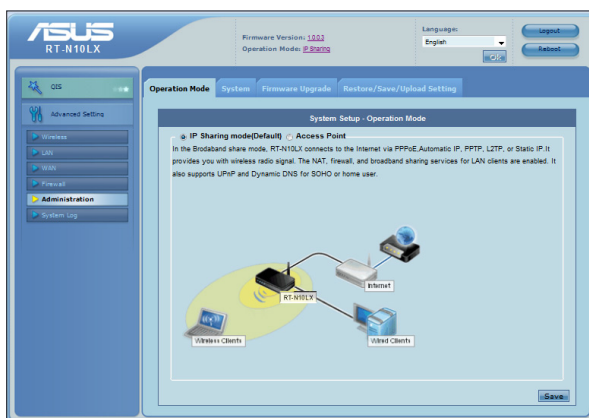 ASUS
RT-N10LX
Firmware Version: 1.0.0.3
Operation Mode: IP Sharing
Language:
English
OK
Logout
Reboot
QIS
Advanced Setting
Wireless
LAN
WAN
Firewall
Administration
System Log
Operation Mode System Firmware Upgrade Restore/Save/Upload Setting
System Setup - Operation Mode
IP Sharing mode(Default) Access Point
In the Brodaband share mode, RT-N10LX connects to the Internet via PPPoE,Automatic IP, PPTP, L2TP, or Static IP.It
provides you with wireless radio signal. The NAT, firewall, and broadband sharing services for LAN clients are enabled. It
also supports UPnP and Dynamic DNS for SOHO or home user.
Internet
RT-N10LX
Wireless Clients
Wired Clients
Save